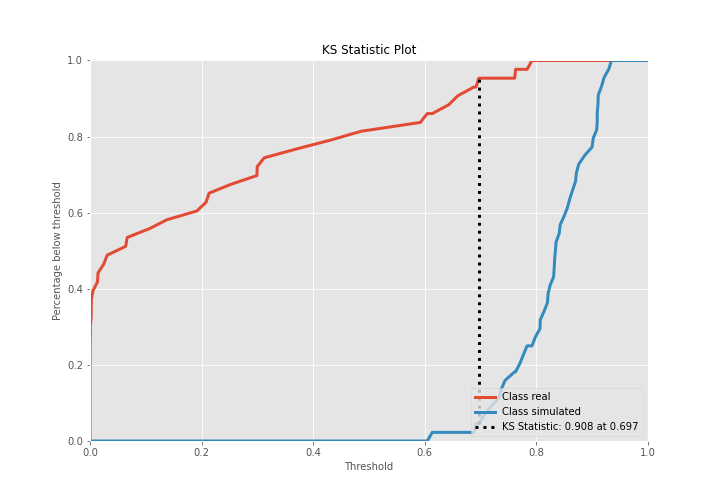 KS Statistic Plot
1.0
0.8
0.6
0.4
0.2
0.0
Percentage below threshold
0.0 0.2 0.4 0.6 0.8 1.0
Threshold
Class real
Class simulated
KS Statistic: 0.908 at 0.697